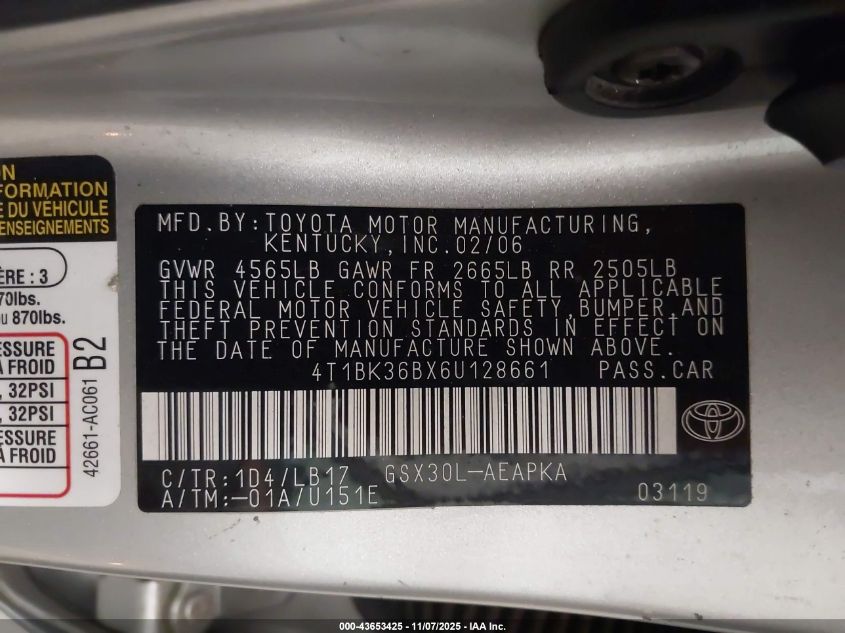 ON
FORMATION
DU VÉHICULE
ENSEIGNEMENTS
ÈRE : 3
70lbs.
u 870lbs.
ESSURE
À FROID
, 32PSI
, 32PSI
ESSURE
À FROID
42661-AC061 B2
MFD.BY:TOYOTA MOTOR MANUFACTURING,
KENTUCKY,INC.02/06
GVWR 4565LB GAWR FR 2665LB RR 2505LB
THIS VEHICLE CONFORMS TO ALL APPLICABLE
FEDERAL MOTOR VEHICLE SAFETY,BUMPER,AND
THEFT PREVENTION STANDARDS IN EFFECT ON
THE DATE OF MANUFACTURE SHOWN ABOVE.
4T1BK36BX6U128661 PASS.CAR
C/TR:1D4/LB17 GSX30L-AEAPKA
A/TM:-01A/U151E 03119
000-43653425 - 11/07/2025 - IAA Inc.